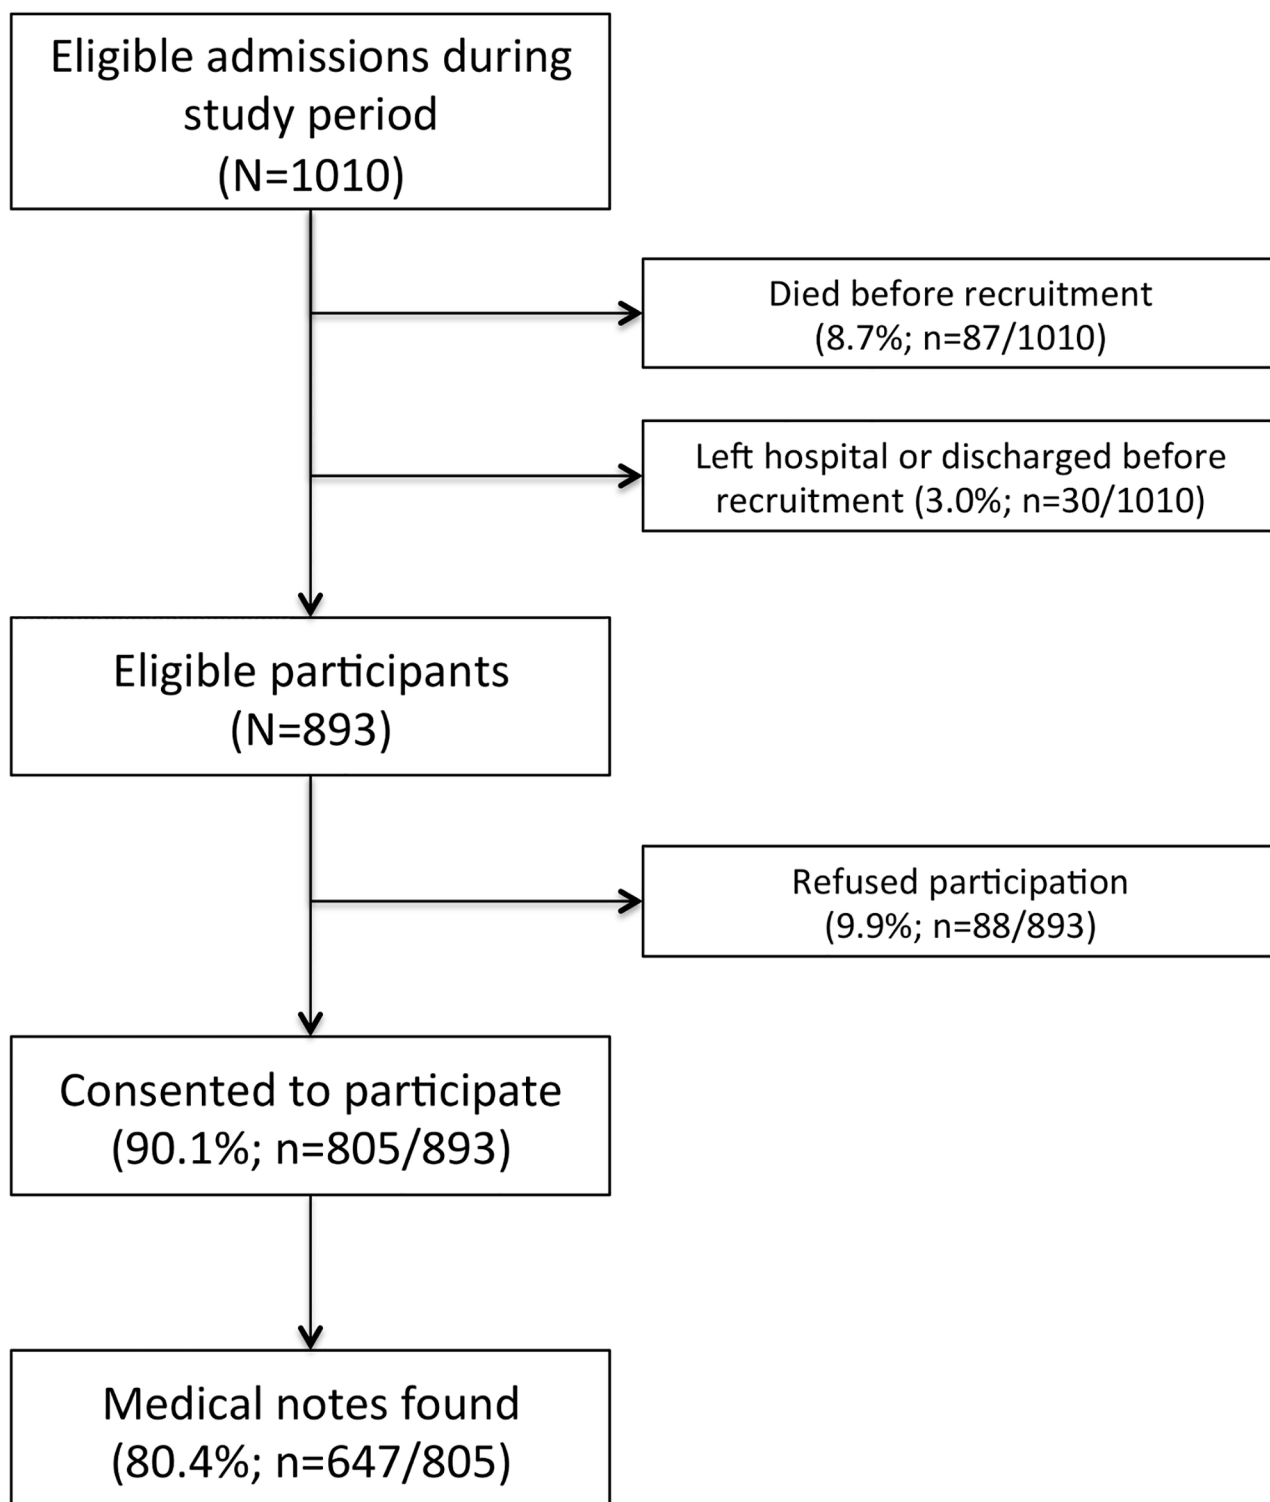 Eligible admissions during
study period
(N=1010)
Died before recruitment
(8.7%; n=87/1010)
Left hospital or discharged before
recruitment (3.0%; n=30/1010)
Eligible participants
(N=893)
Refused participation
(9.9%; n=88/893)
Consented to participate
(90.1%; n=805/893)
Medical notes found
(80.4%; n=647/805)